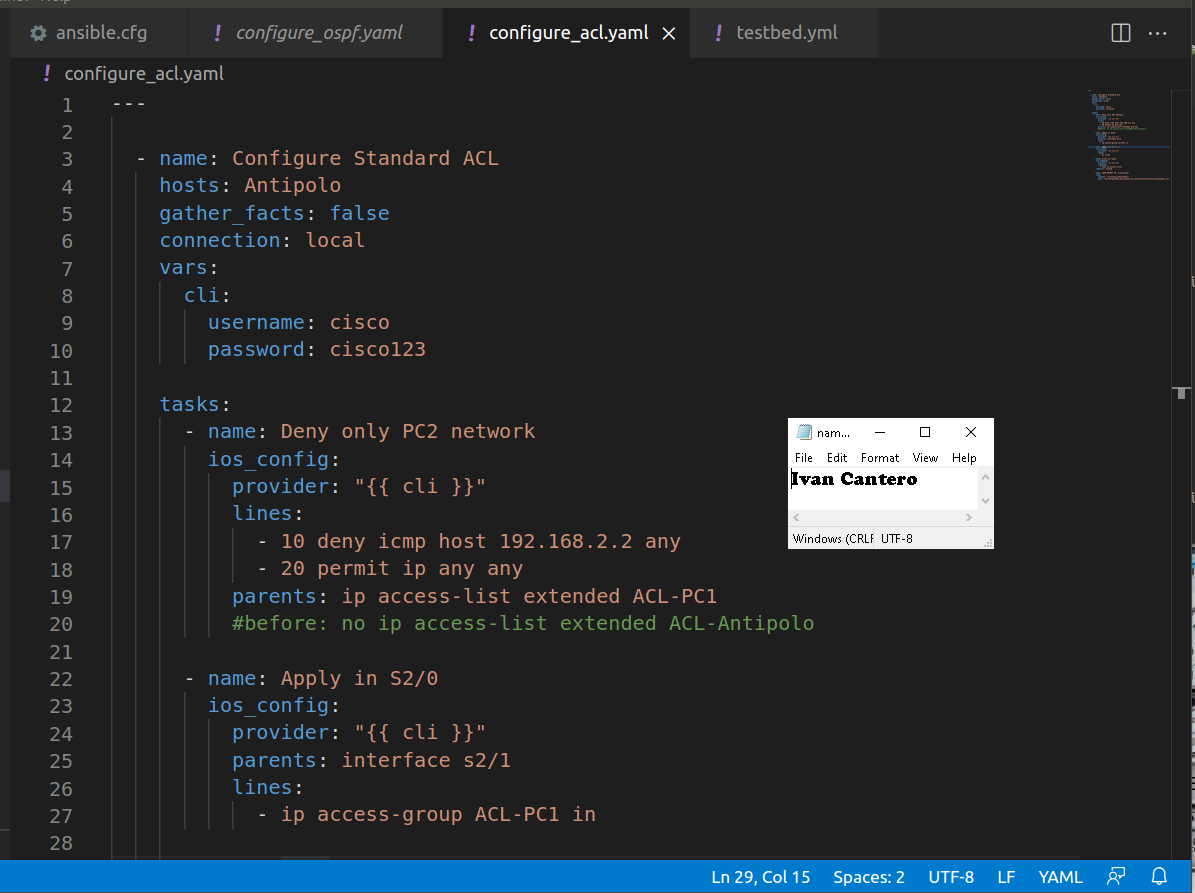 ansible.cfg
! configure_ospf.yaml
! configure_acl.yaml ×
! testbed.yml
! configure_acl.yaml
1 ---
2
3 - name: Configure Standard ACL
4 hosts: Antipolo
5 gather_facts: false
6 connection: local
7 vars:
8 cli:
9 username: cisco
10 password: cisco123
11
12 tasks:
13 - name: Deny only PC2 network
14 ios_config:
15 provider: "{{ cli }}"
16 lines:
17 - 10 deny icmp host 192.168.2.2 any
18 - 20 permit ip any any
19 parents: ip access-list extended ACL-PC1
20 #before: no ip access-list extended ACL-Antipolo
21
22 - name: Apply in S2/0
23 ios_config:
24 provider: "{{ cli }}"
25 parents: interface s2/1
26 lines:
27 - ip access-group ACL-PC1 in
28
nam...
File Edit Format View Help
Ivan Cantero
Windows (CRLF UTF-8
Ln 29, Col 15 Spaces: 2 UTF-8 LF YAML